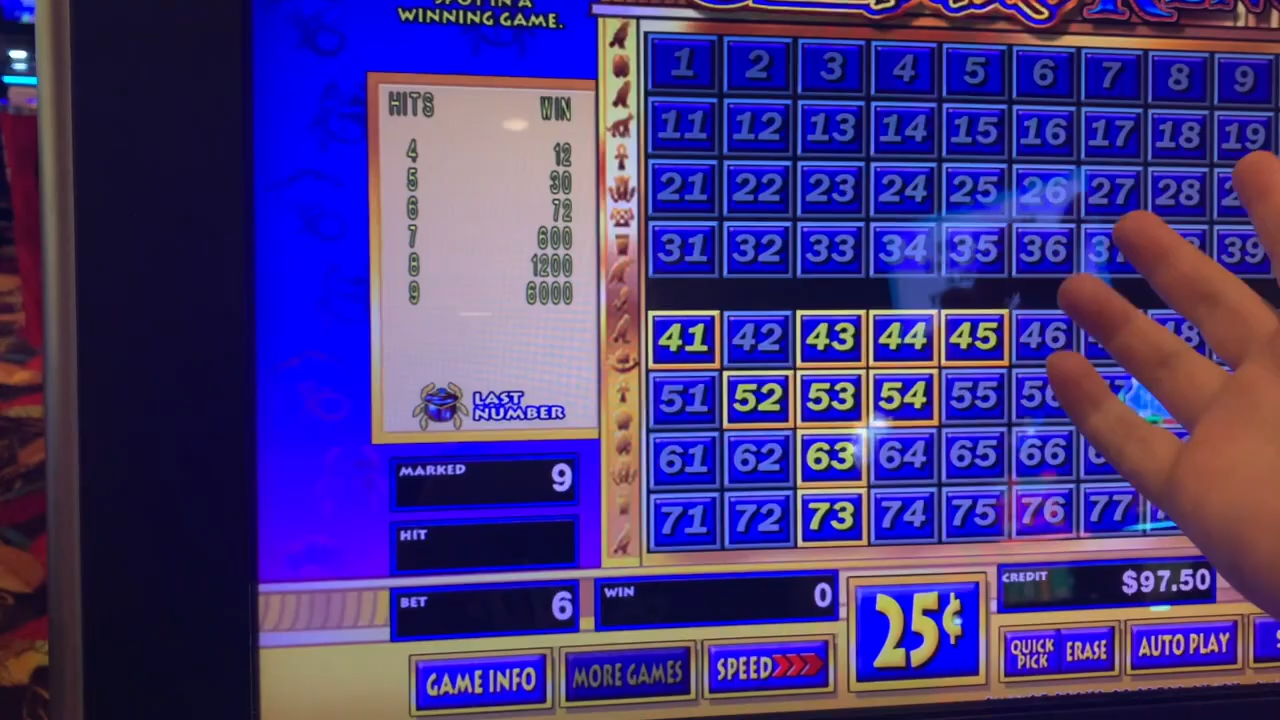 SPOT IN A
WINNING GAME.
HITS WIN
4 12
5 30
6 72
7 600
8 1200
9 6000
LAST
NUMBER
MARKED 9
HIT
BET 6
WIN 0
1 2 3 4 5 6 7 8 9
11 12 13 14 15 16 17 18 19
21 22 23 24 25 26 27 28
31 32 33 34 35 36 39
41 42 43 44 45 46
51 52 53 54 55
61 62 63 64 65 66
71 72 73 74 75 76 77
25¢
CREDIT $97.50
GAME INFO
MORE GAMES
SPEED
QUICK
PICK
ERASE
AUTO PLAY